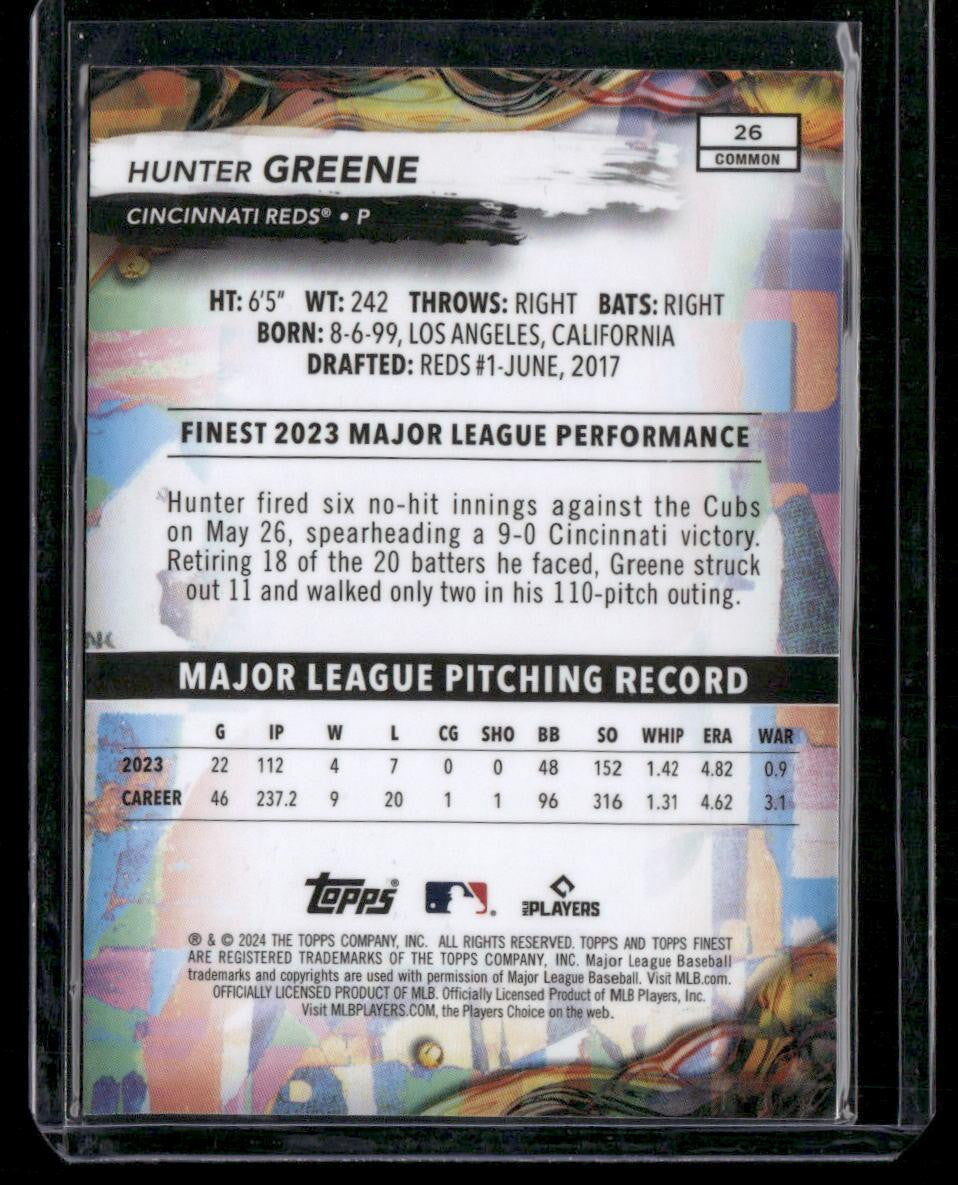 26
COMMON
HUNTER GREENE
CINCINNATI REDS® • P
HT: 6'5" WT: 242 THROWS: RIGHT BATS: RIGHT
BORN: 8-6-99, LOS ANGELES, CALIFORNIA
DRAFTED: REDS #1-JUNE, 2017
FINEST 2023 MAJOR LEAGUE PERFORMANCE
Hunter fired six no-hit innings against the Cubs
on May 26, spearheading a 9-0 Cincinnati victory.
Retiring 18 of the 20 batters he faced, Greene struck
out 11 and walked only two in his 110-pitch outing.
MAJOR LEAGUE PITCHING RECORD
G IP W L CG SHO BB SO WHIP ERA WAR
2023 22 112 4 7 0 0 48 152 1.42 4.82 0.9
CAREER 46 237.2 9 20 1 1 96 316 1.31 4.62 3.1
Topps®
MLB PLAYERS
® & © 2024 THE TOPPS COMPANY, INC. ALL RIGHTS RESERVED. TOPPS AND TOPPS FINEST
ARE REGISTERED TRADEMARKS OF THE TOPPS COMPANY, INC. Major League Baseball
trademarks and copyrights are used with permission of Major League Baseball. Visit MLB.com.
OFFICIALLY LICENSED PRODUCT OF MLB. Officially Licensed Product of MLB Players, Inc.
Visit MLBPLAYERS.COM, the Players Choice on the web.